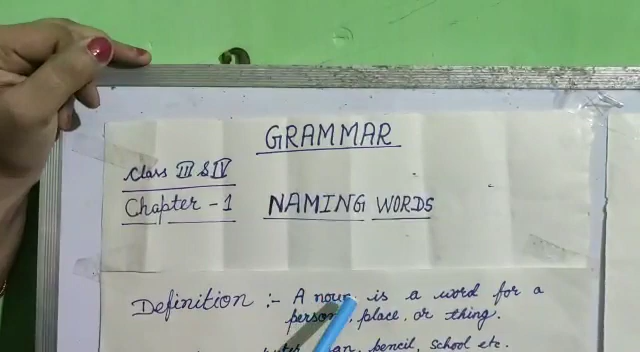 GRAMMAR
Class III & IV
Chapter - 1 NAMING WORDS
Definition :- A noun is a word for a
person, place, or thing.
pencil, school etc.